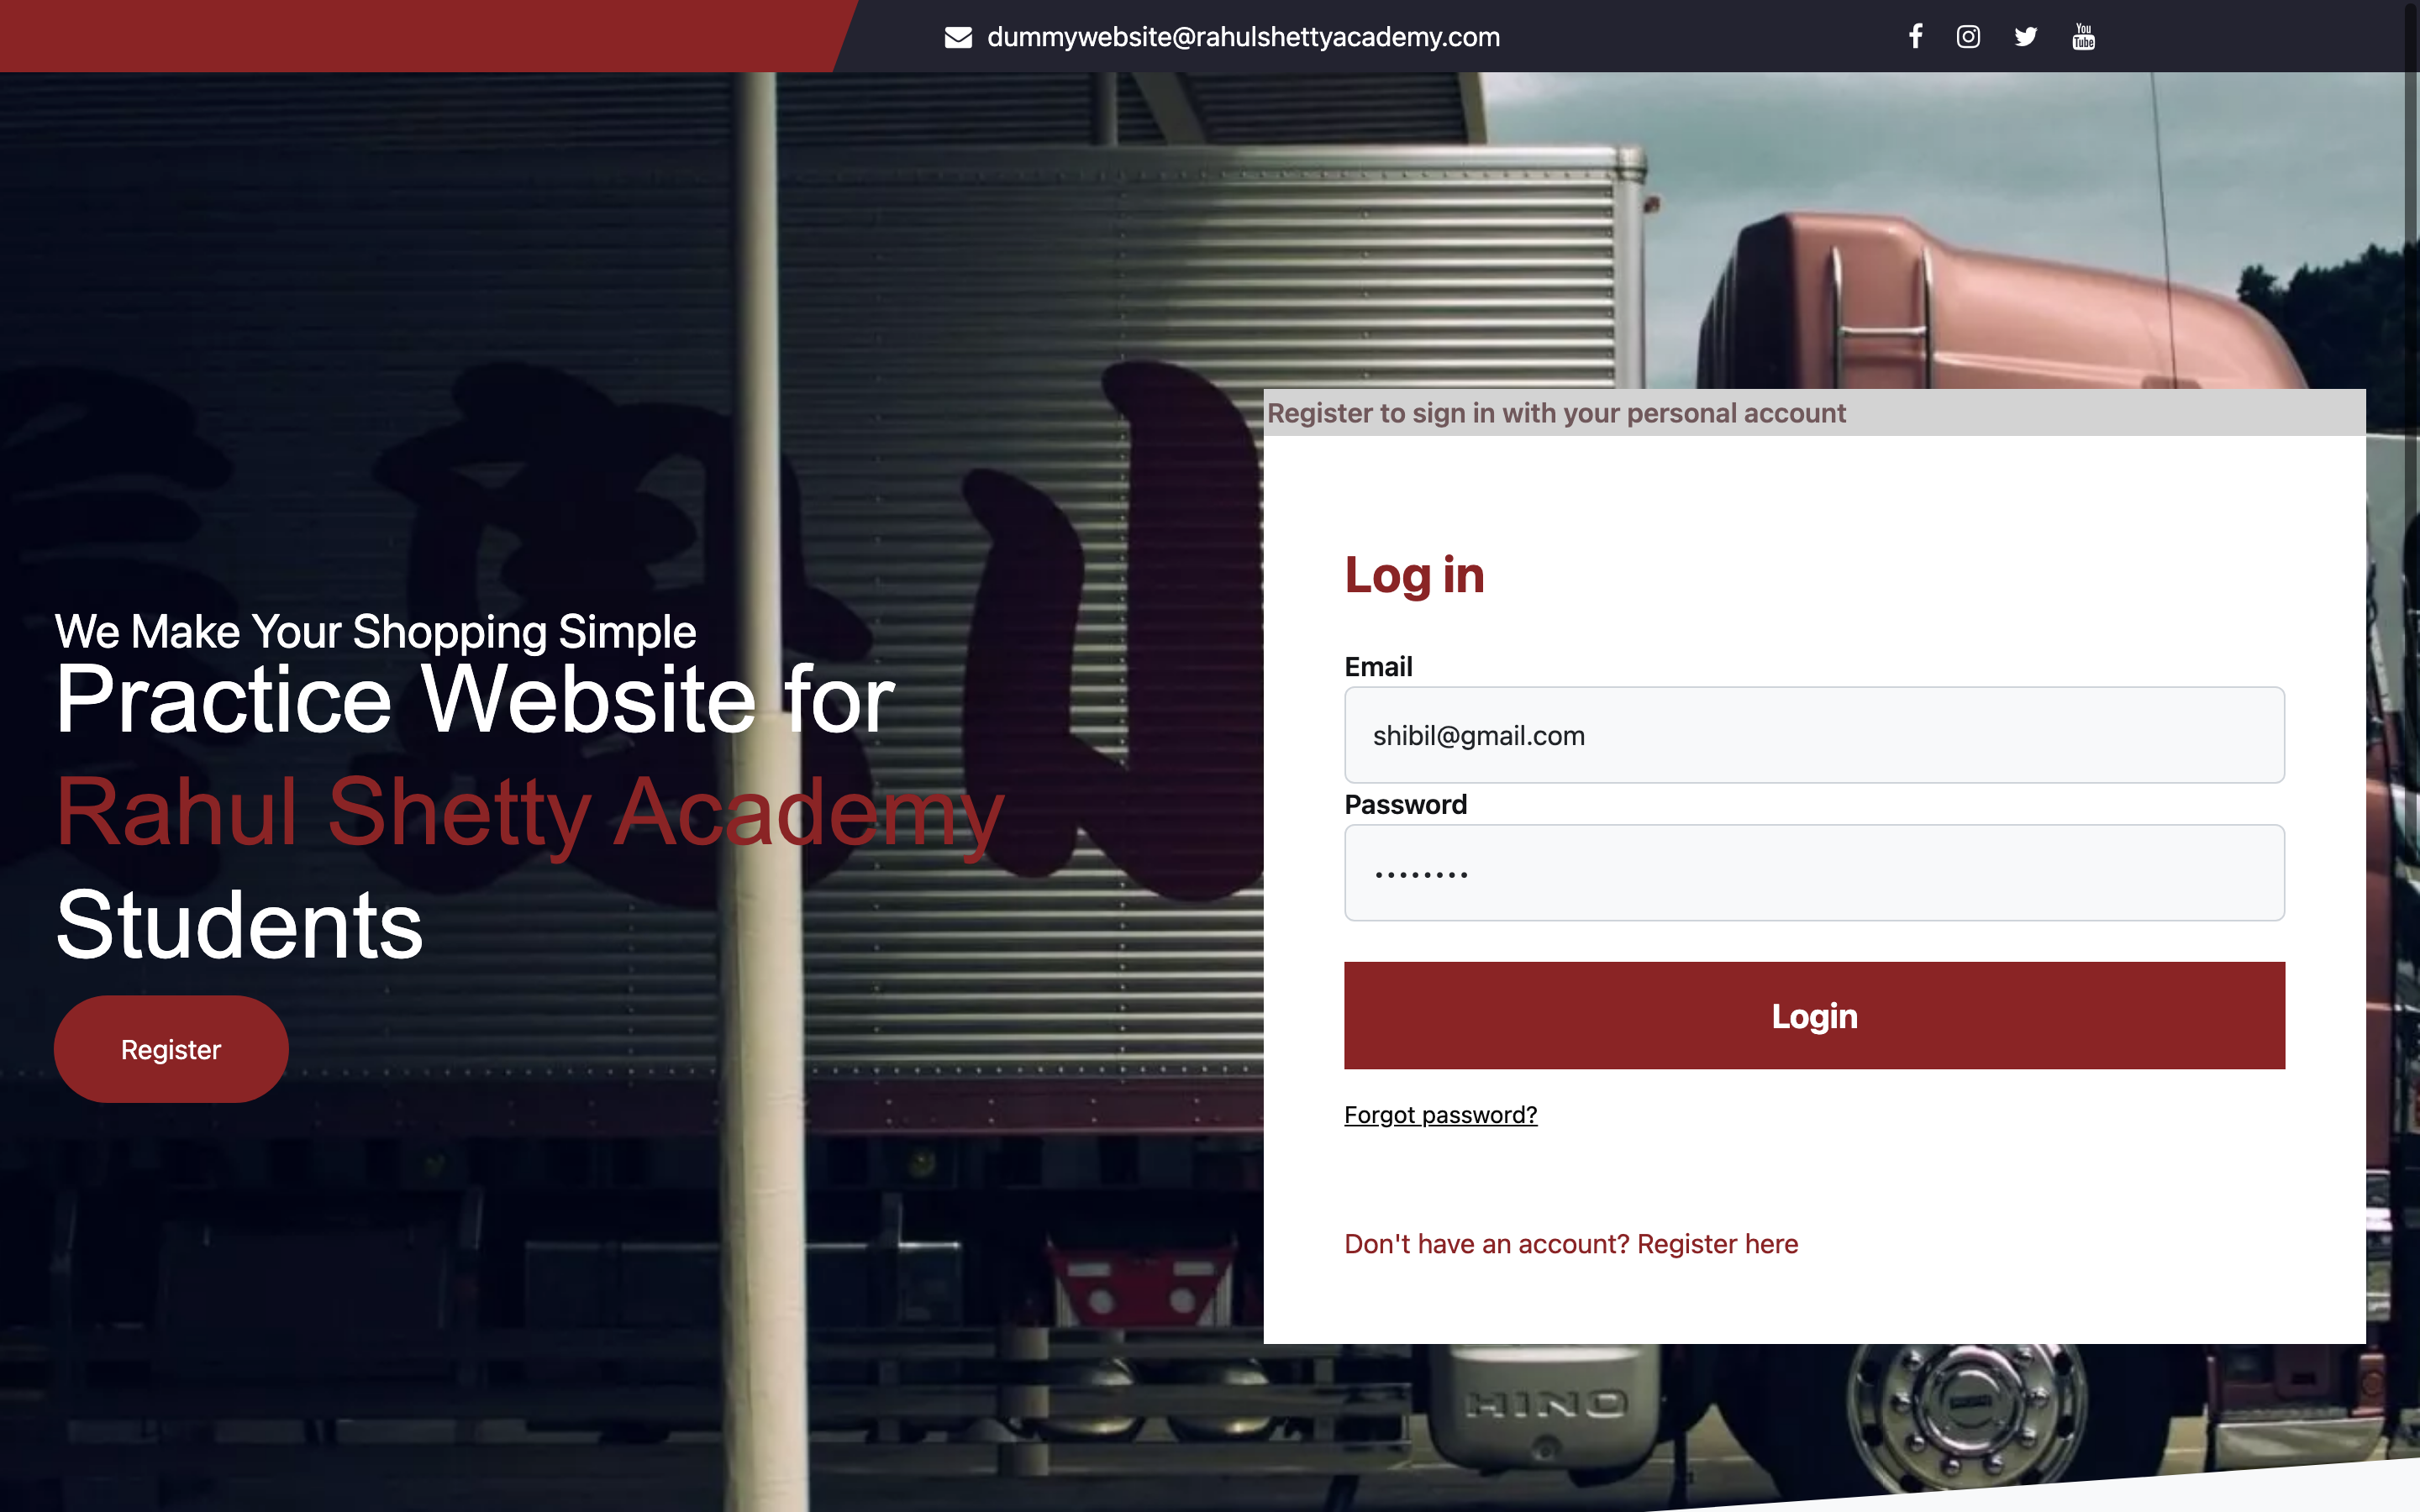 dummywebsite@rahulshettyacademy.com
You
Tube
Register to sign in with your personal account
We Make Your Shopping Simple
Practice Website for
Rahul Shetty Academy
Students
Register
Log in
Email
shibil@gmail.com
Password
••••••••
Login
Forgot password?
Don't have an account? Register here
HINO